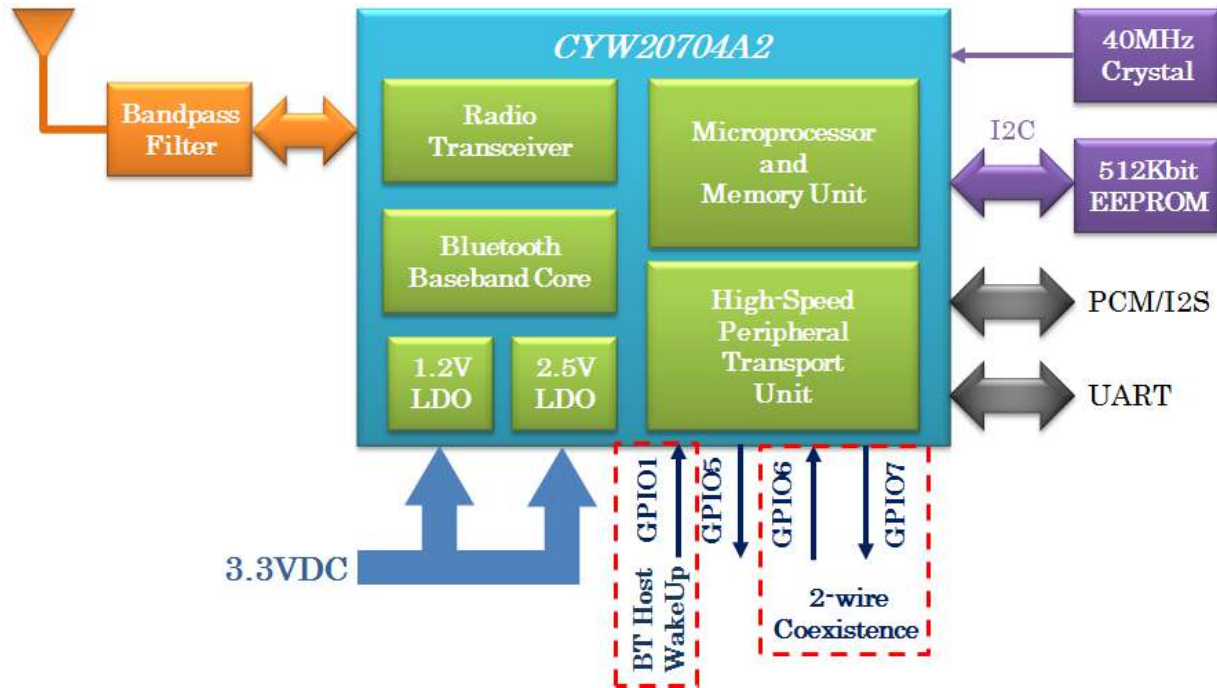 CYW20704A2
Bandpass
Filter
Radio
Transceiver
Bluetooth
Baseband Core
1.2V
LDO
2.5V
LDO
Microprocessor
and
Memory Unit
High-Speed
Peripheral
Transport
Unit
40MHz
Crystal
I2C
512Kbit
EEPROM
PCM/I2S
UART
3.3VDC
BT Host GPIO1
WakeUp
GPIO5
GPIO6
GPIO7
2-wire
Coexistence